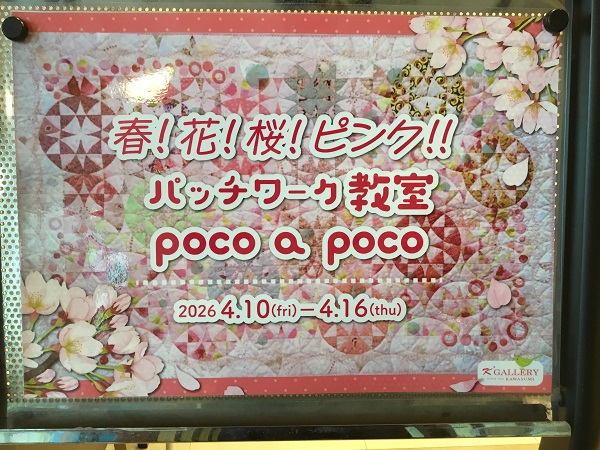 春!花!桜!ピンク!!
パッチワーク教室
poco a poco
2026 4.10(fri)－4.16(thu)
K'GALLERY
KAWASUMI